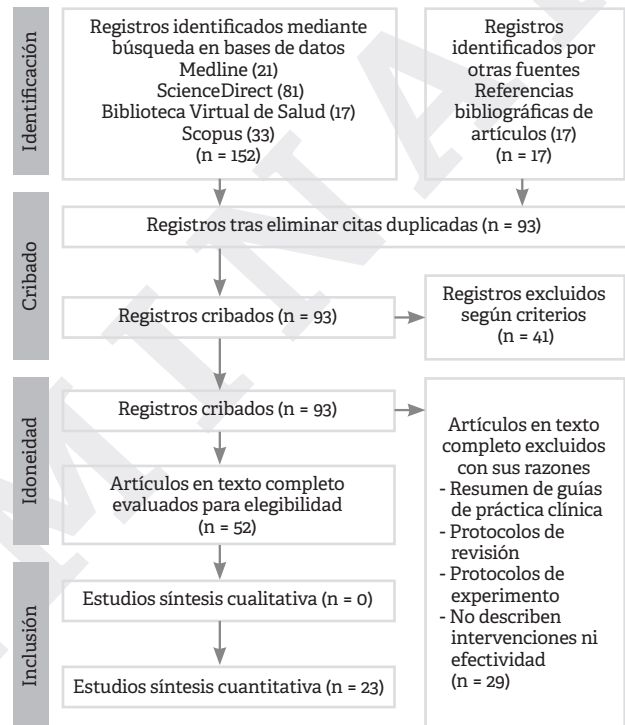 Identificación
Registros identificados mediante
búsqueda en bases de datos
Medline (21)
ScienceDirect (81)
Biblioteca Virtual de Salud (17)
Scopus (33)
(n = 152)
Registros
identificados por
otras fuentes
Referencias
bibliográficas de
artículos (17)
(n = 17)
Cribado
Registros tras eliminar citas duplicadas (n = 93)
Registros cribados (n = 93)
Registros excluidos
según criterios
(n = 41)
Idoneidad
Registros cribados (n = 93)
Artículos en texto completo
evaluados para elegibilidad
(n = 52)
Artículos en texto
completo excluidos
con sus razones
- Resumen de guías
de práctica clínica
- Protocolos de
revisión
- Protocolos de
experimento
- No describen
intervenciones ni
efectividad
(n = 29)
Inclusión
Estudios síntesis cualitativa (n = 0)
Estudios síntesis cuantitativa (n = 23)
MINA